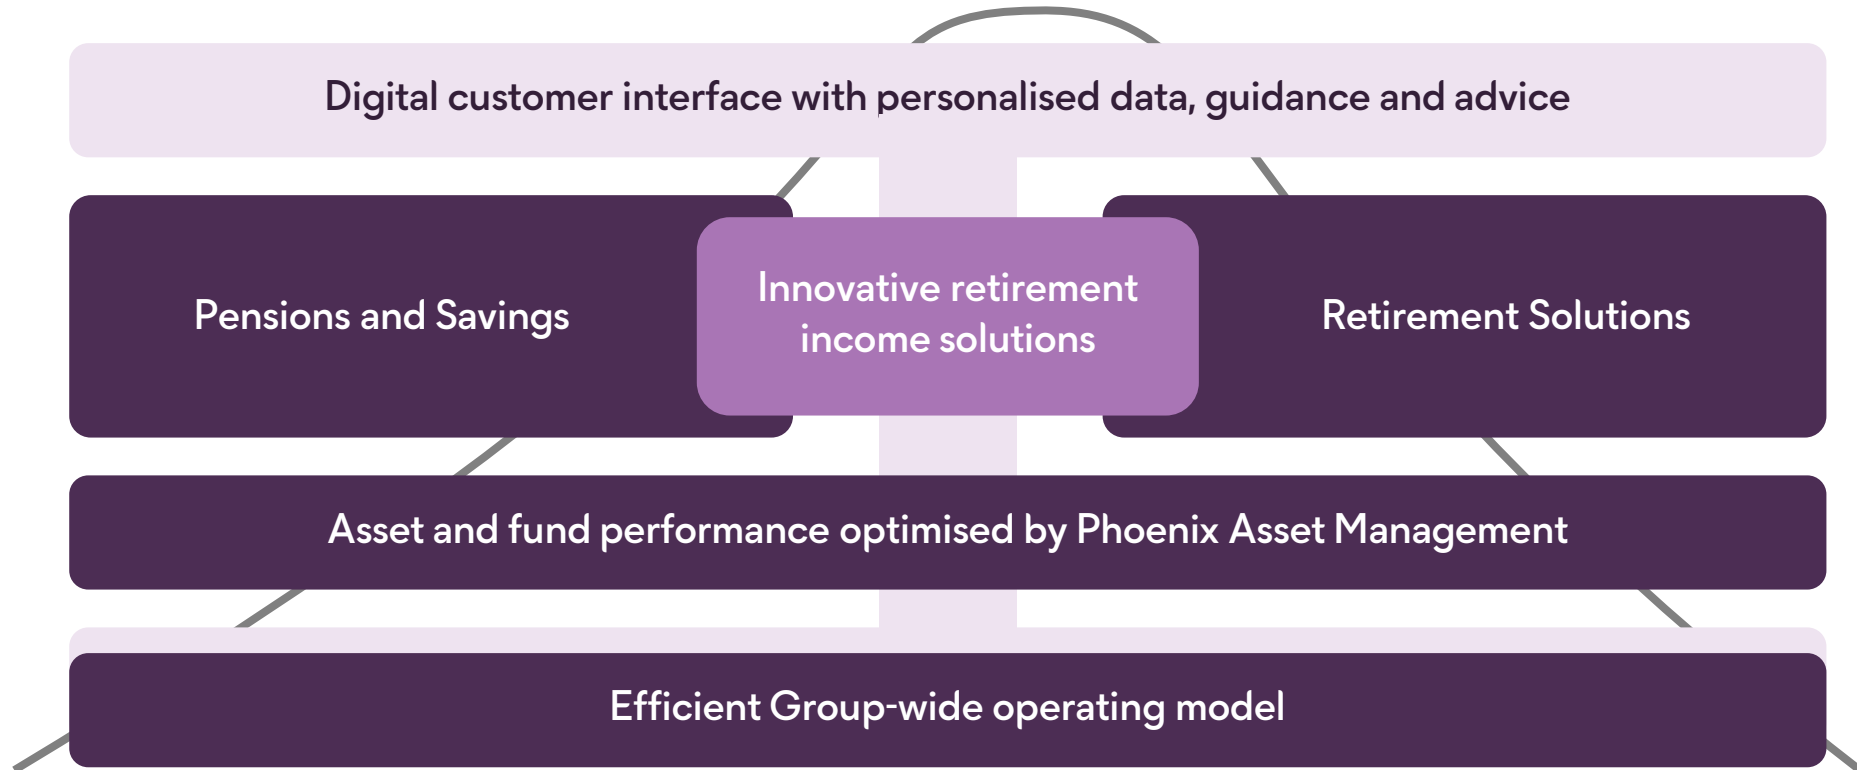 Digital customer interface with personalised data, guidance and advice
Pensions and Savings
Innovative retirement
income solutions
Retirement Solutions
Asset and fund performance optimised by Phoenix Asset Management
Efficient Group-wide operating model